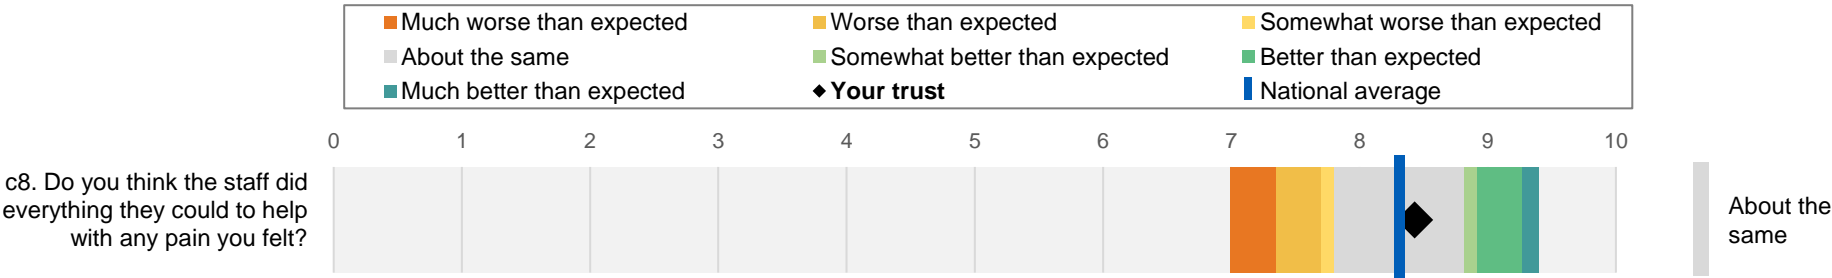 Much worse than expected
Worse than expected
Somewhat worse than expected
About the same
Somewhat better than expected
Better than expected
Much better than expected
Your trust
National average
0 1 2 3 4 5 6 7 8 9 10
c8. Do you think the staff did
everything they could to help
with any pain you felt?
About the
same